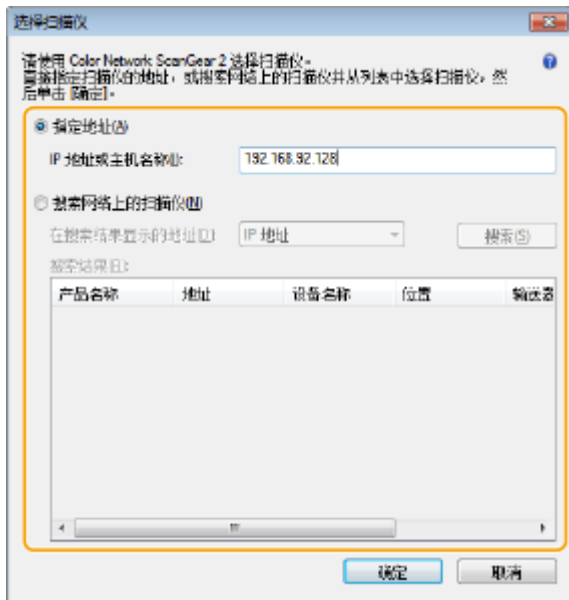 选择扫描仪
请使用 Color Network ScanGear 2 选择扫描仪。
直接指定扫描仪的地址，或搜索网络上的扫描仪并从列表中选择扫描仪，然
后单击 [确定]。
指定地址(A)
IP 地址或主机名称(I): 192.168.92.128
搜索网络上的扫描仪(N)
在搜索结果显示的地址(D): IP 地址 搜索(S)
搜索结果(E):
产品名称 地址 设备名称 位置 输送器
确定 取消